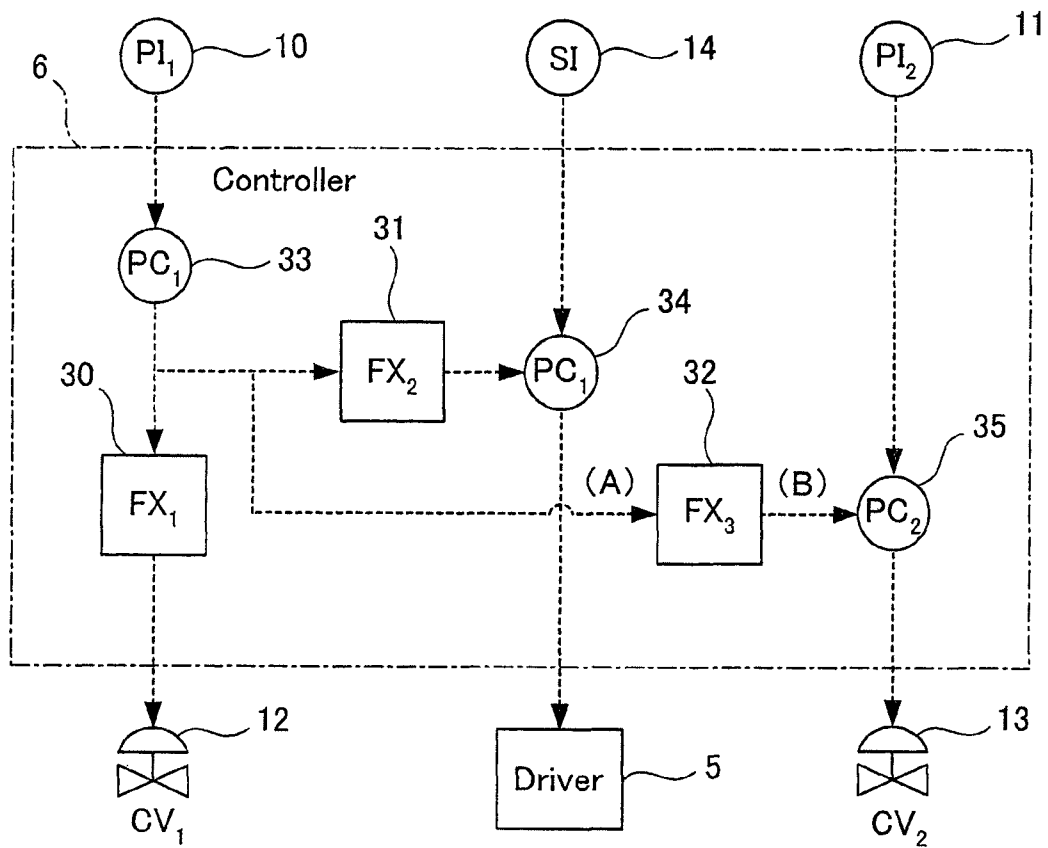 PI₁
10
SI
14
PI₂
11
6
Controller
PC₁
33
31
FX₂
PC₁
34
30
FX₁
32
(A)
FX₃
(B)
PC₂
35
12
CV₁
Driver
5
13
CV₂